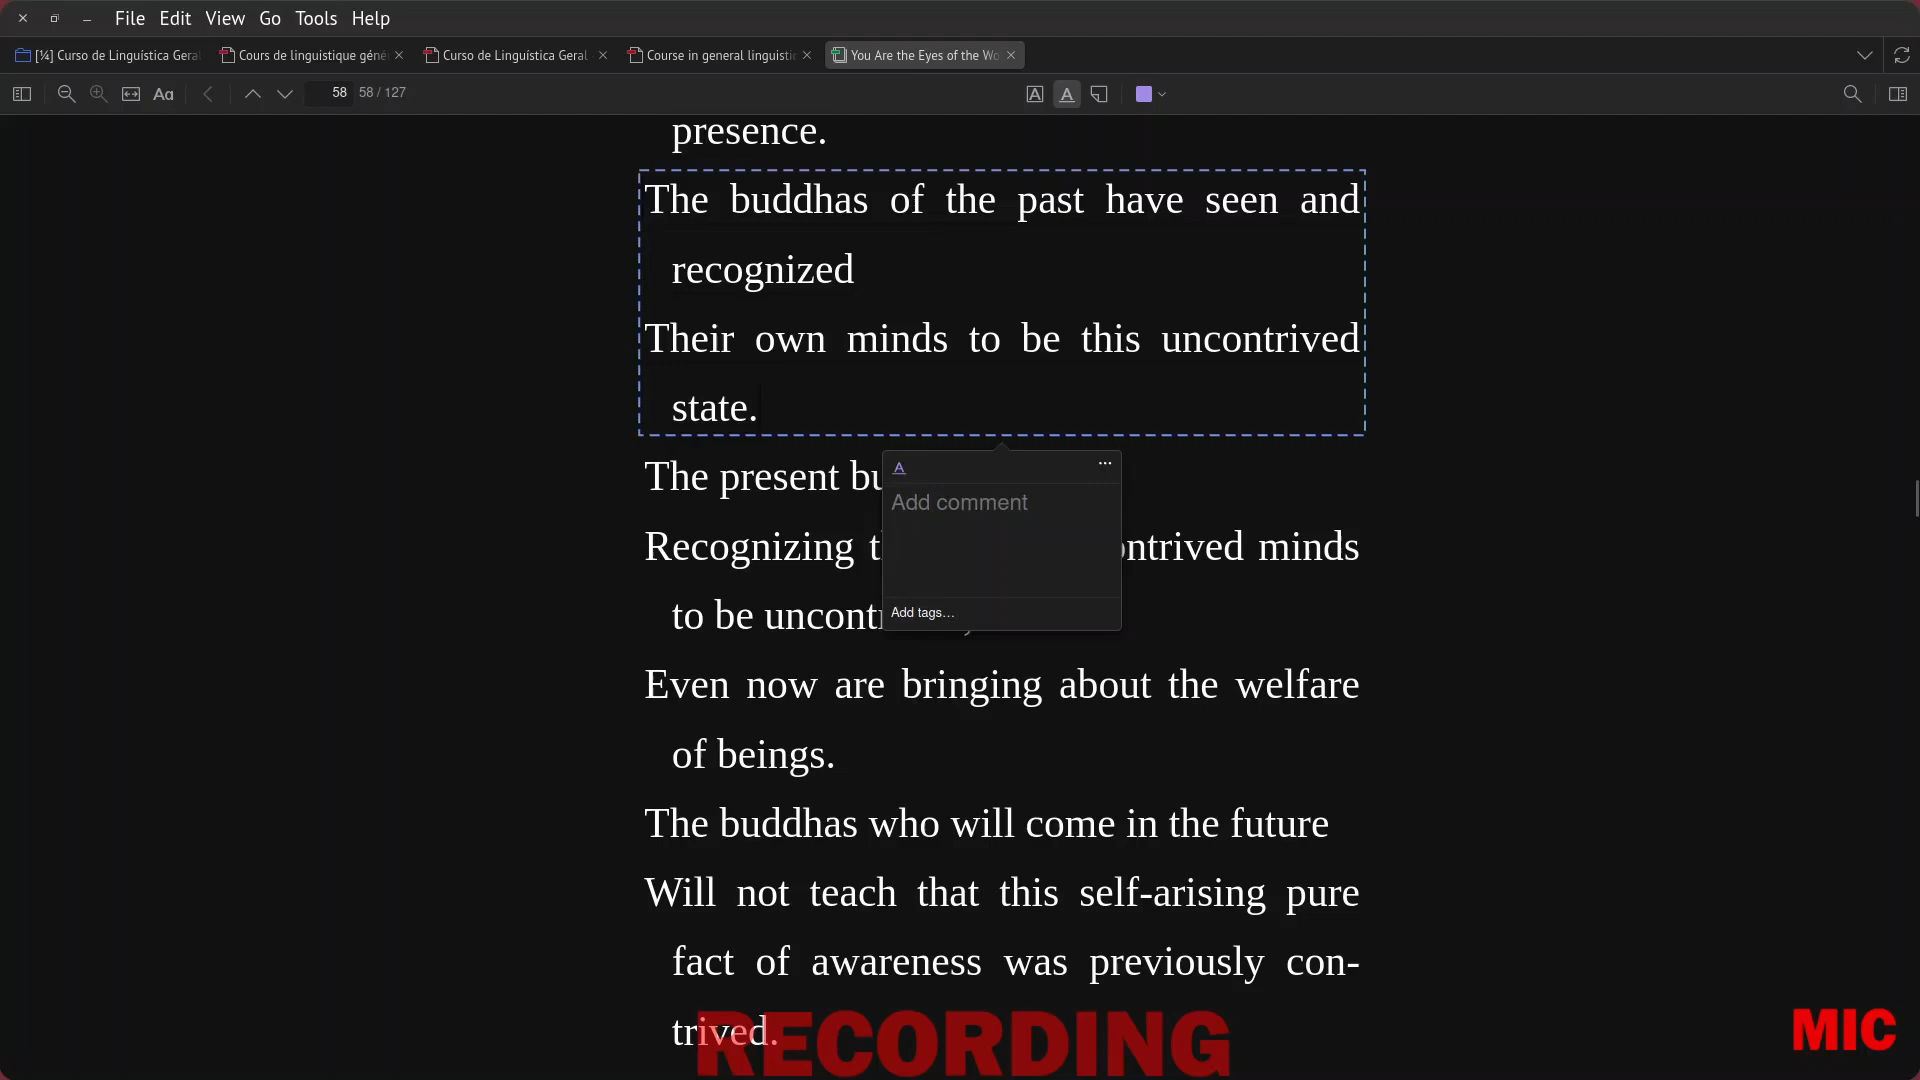 File Edit View Go Tools Help
[¼] Curso de Linguística Geral
Cours de linguistique géné
Curso de Linguística Geral
Course in general linguistic
You Are the Eyes of the Wo
Aa
58
58 / 127
presence.
The buddhas of the past have seen and
recognized
Their own minds to be this uncontrived
state.
The present bu
A
Add comment
Recognizing t
ontrived minds
to be uncontr
Add tags…
Even now are bringing about the welfare
of beings.
The buddhas who will come in the future
Will not teach that this self-arising pure
fact of awareness was previously con-
trived.
RECORDING
MIC